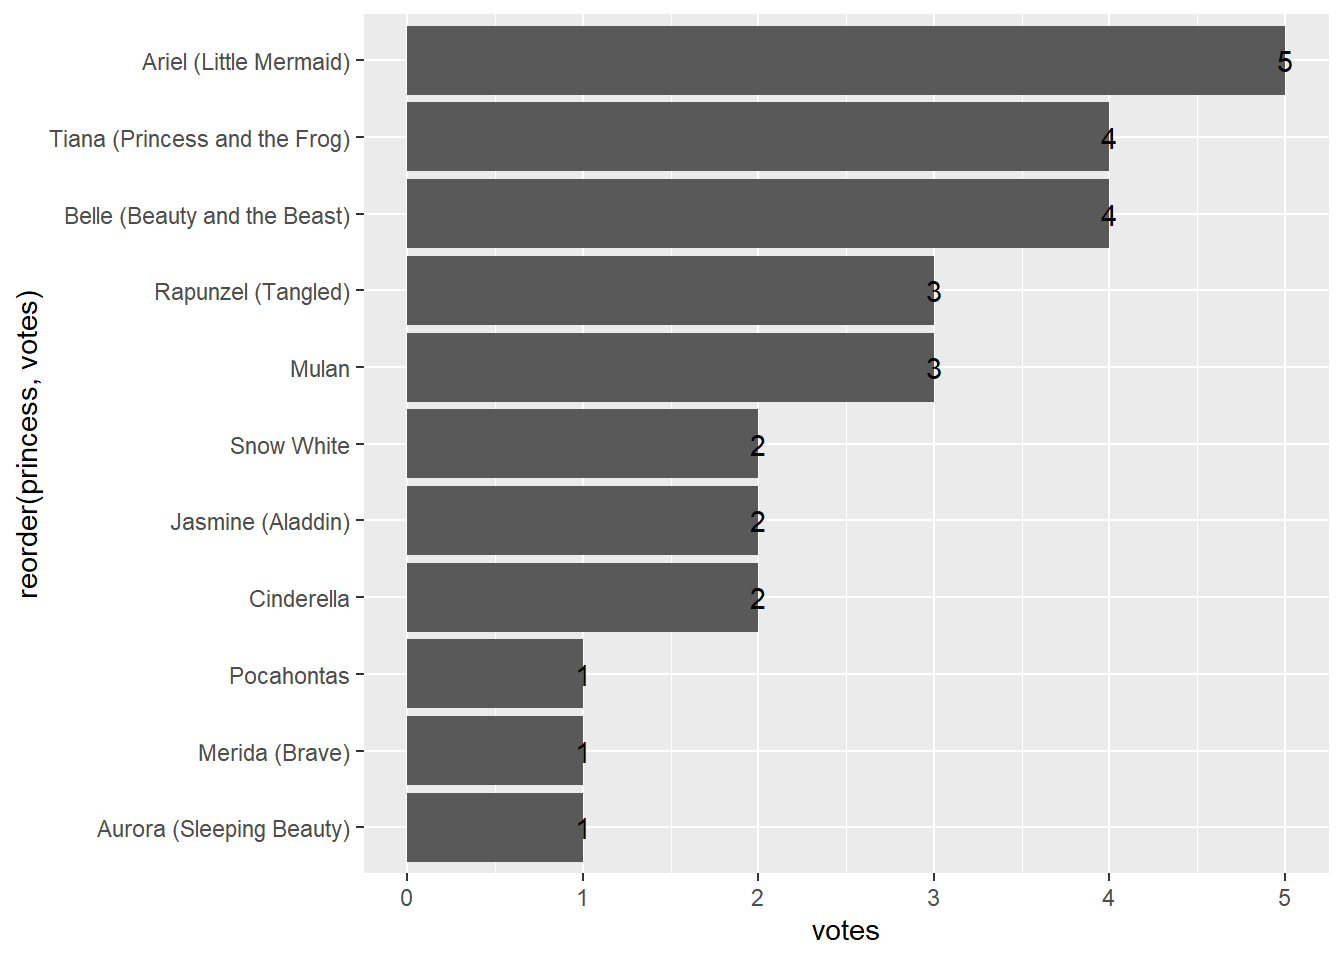 Ariel (Little Mermaid) 5
Tiana (Princess and the Frog) 4
Belle (Beauty and the Beast) 4
Rapunzel (Tangled) 3
Mulan 3
Snow White 2
Jasmine (Aladdin) 2
Cinderella 2
Pocahontas 1
Merida (Brave) 1
Aurora (Sleeping Beauty) 1
reorder(princess, votes)
0 1 2 3 4 5
votes